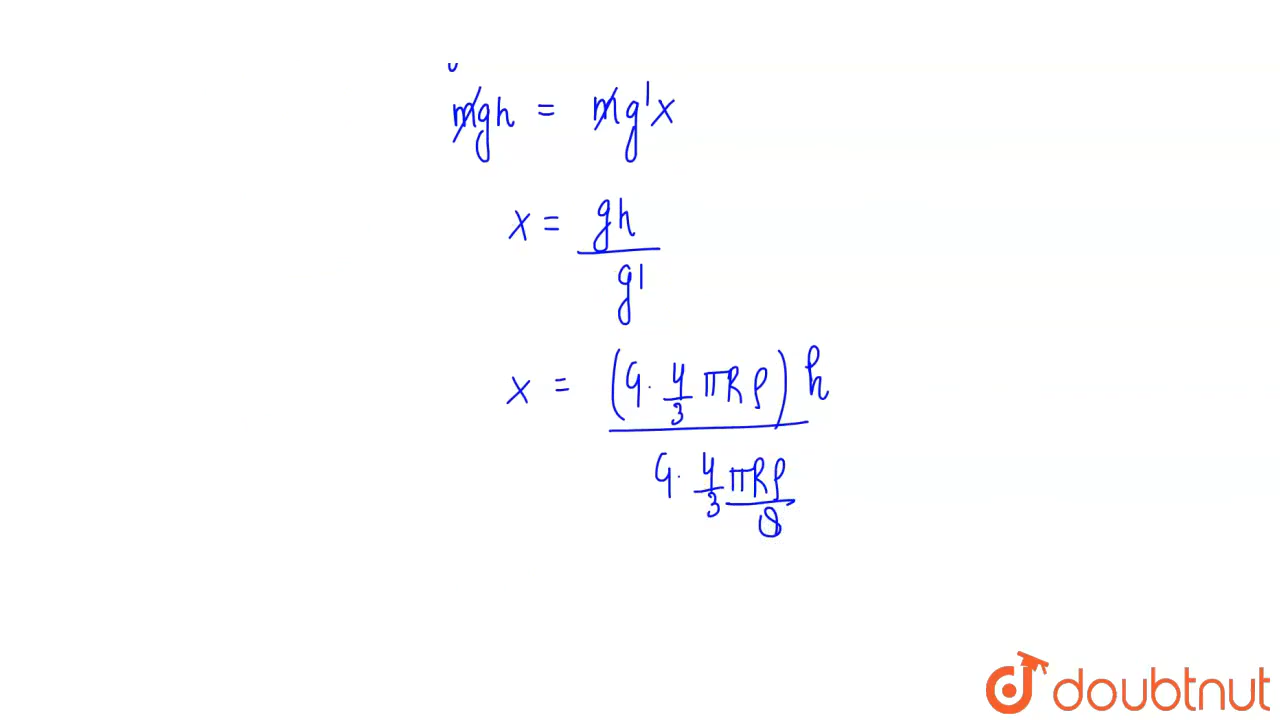 mgh = mg'x
x = gh
g'
x = (G. 4/3 πRρ) h
G. 4/3 πRρ
8
doubtnut